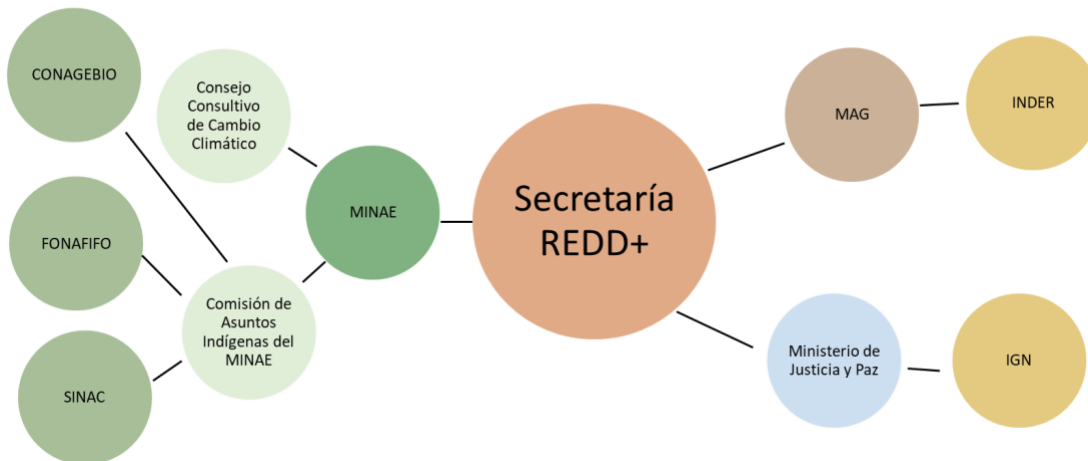 CONAGEBIO
Consejo
Consultivo
de Cambio
Climático
FONAFIFO
MINAE
Comisión de
Asuntos
Indígenas del
MINAE
SINAC
Secretaría
REDD+
MAG
INDER
Ministerio de
Justicia y Paz
IGN